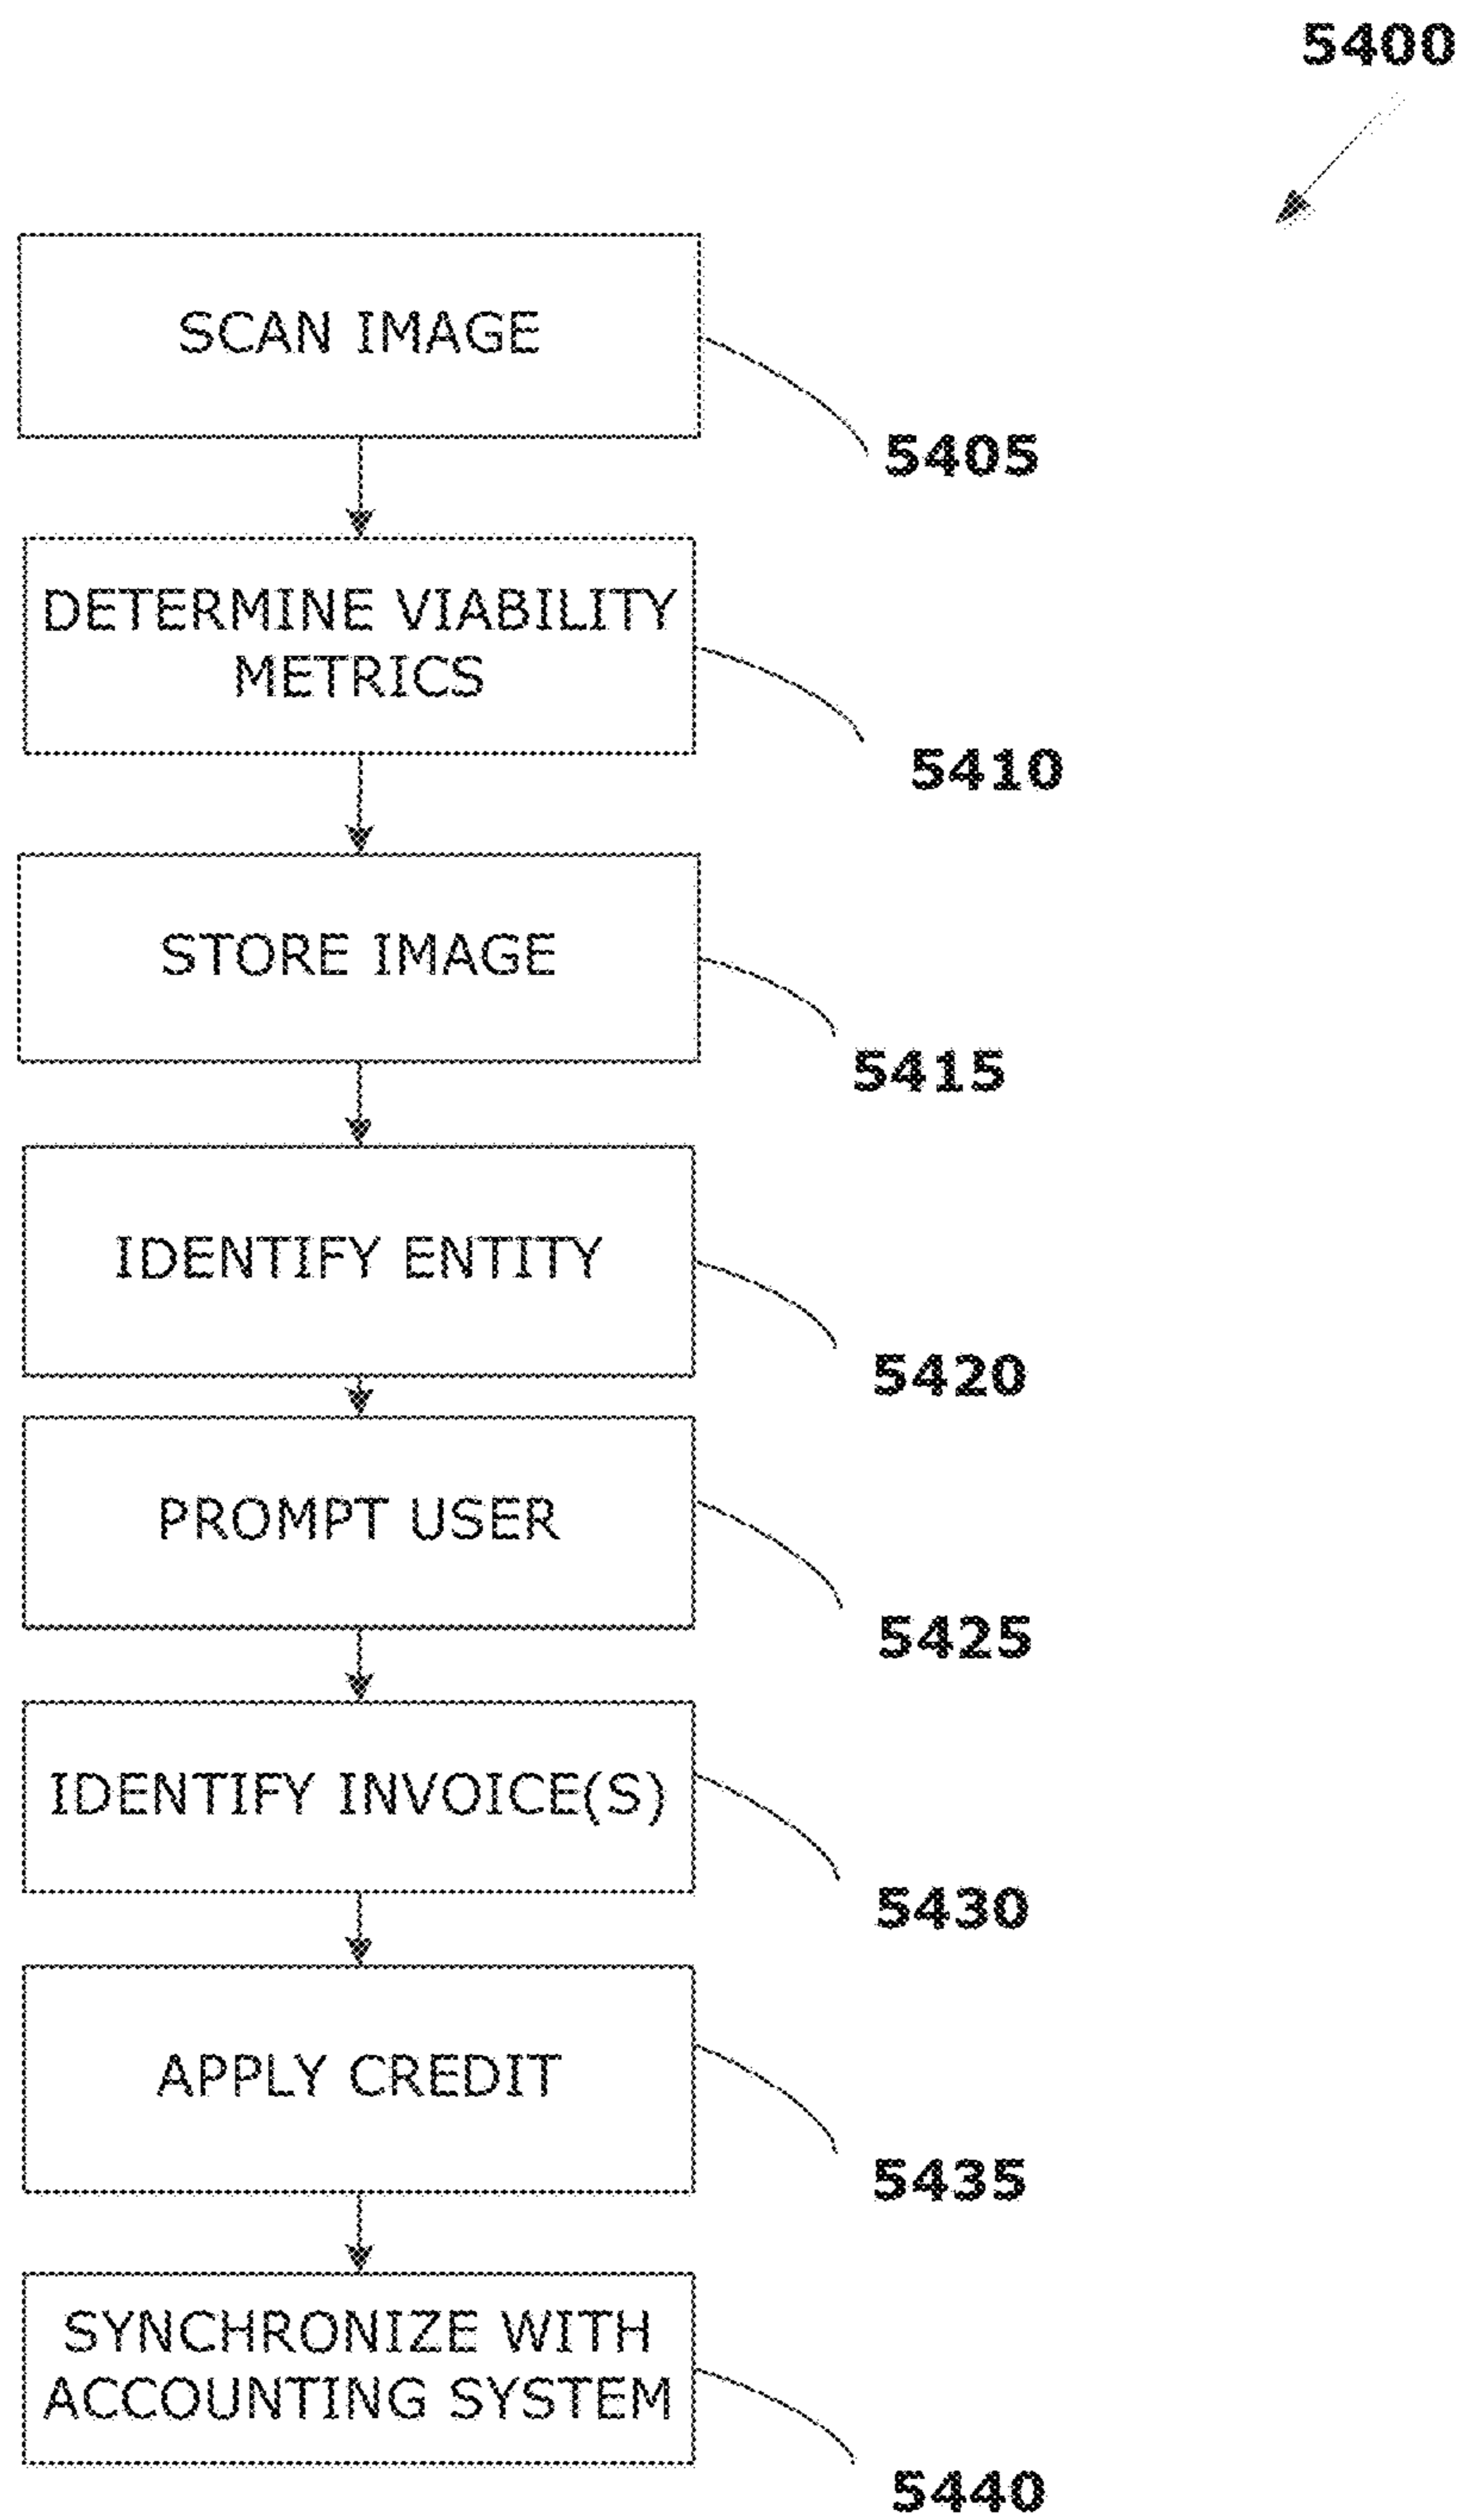 5400
SCAN IMAGE
5405
DETERMINE VIABILITY
METRICS
5410
STORE IMAGE
5415
IDENTIFY ENTITY
5420
PROMPT USER
5425
IDENTIFY INVOICE(S)
5430
APPLY CREDIT
5435
SYNCHRONIZE WITH
ACCOUNTING SYSTEM
5440